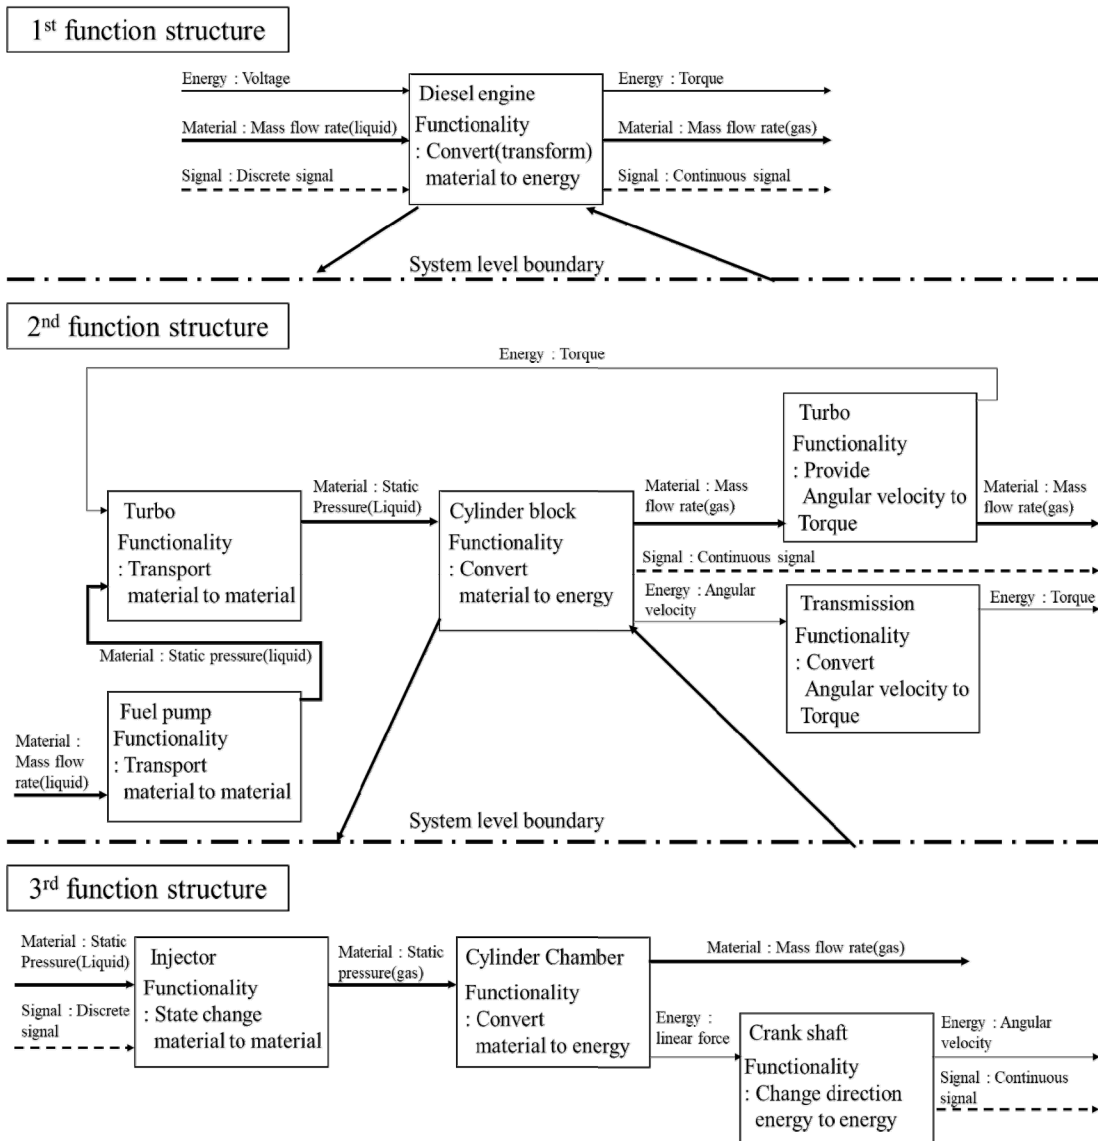 1st function structure
Energy : Voltage
Material : Mass flow rate(liquid)
Signal : Discrete signal
Diesel engine
Functionality
: Convert(transform)
material to energy
Energy : Torque
Material : Mass flow rate(gas)
Signal : Continuous signal
System level boundary
2nd function structure
Energy : Torque
Turbo
Functionality
: Provide
Angular velocity to
Torque
Material : Mass
flow rate(gas)
Turbo
Functionality
: Transport
material to material
Material : Static
Pressure(Liquid)
Cylinder block
Functionality
: Convert
material to energy
Material : Mass
flow rate(gas)
Signal : Continuous signal
Energy : Angular
velocity
Transmission
Functionality
: Convert
Angular velocity to
Torque
Energy : Torque
Material : Static pressure(liquid)
Material :
Mass flow
rate(liquid)
Fuel pump
Functionality
: Transport
material to material
System level boundary
3rd function structure
Material : Static
Pressure(Liquid)
Signal : Discrete
signal
Injector
Functionality
: State change
material to material
Material : Static
pressure(gas)
Cylinder Chamber
Functionality
: Convert
material to energy
Material : Mass flow rate(gas)
Energy :
linear force
Crank shaft
Functionality
: Change direction
energy to energy
Energy : Angular
velocity
Signal : Continuous
signal